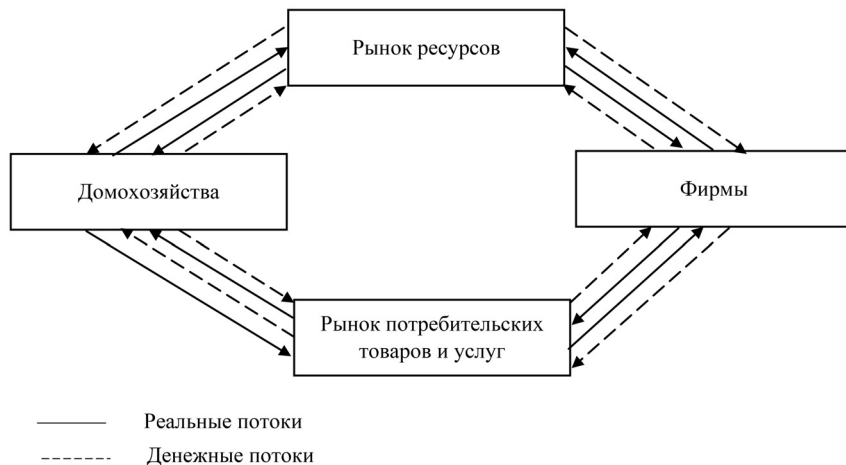 Рынок ресурсов
Домохозяйства
Фирмы
Рынок потребительских
товаров и услуг
Реальные потоки
Денежные потоки